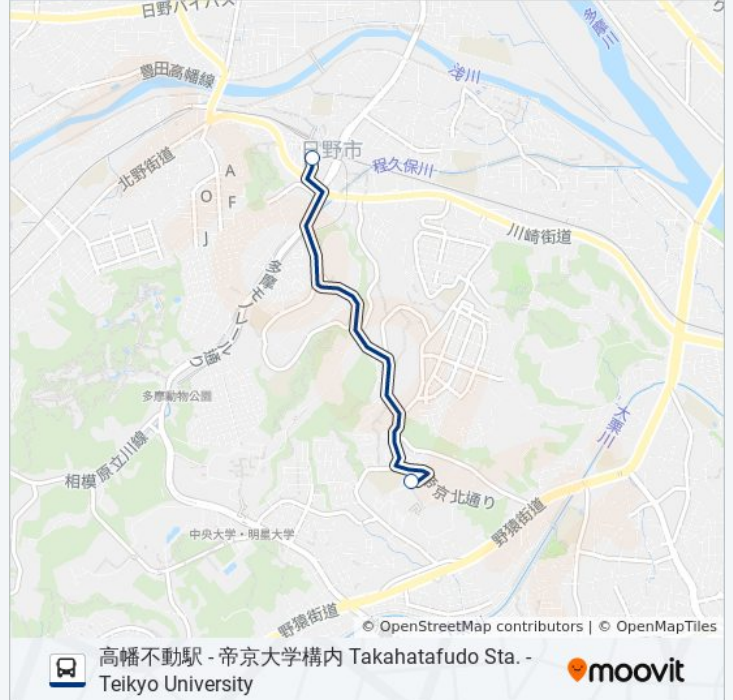 日野バイパス
多摩川
豊田高幡線
浅川
日野市
程久保川
北野街道
A
F
O
J
川崎街道
多摩モノレール通り
多摩動物公園
大栗川
相模原立川線
帝京北通り
野猿街道
中央大学・明星大学
野猿街道
© OpenStreetMap contributors | © OpenMapTiles
高幡不動駅 - 帝京大学構内 Takahatafudo Sta. -
Teikyo University
moovit